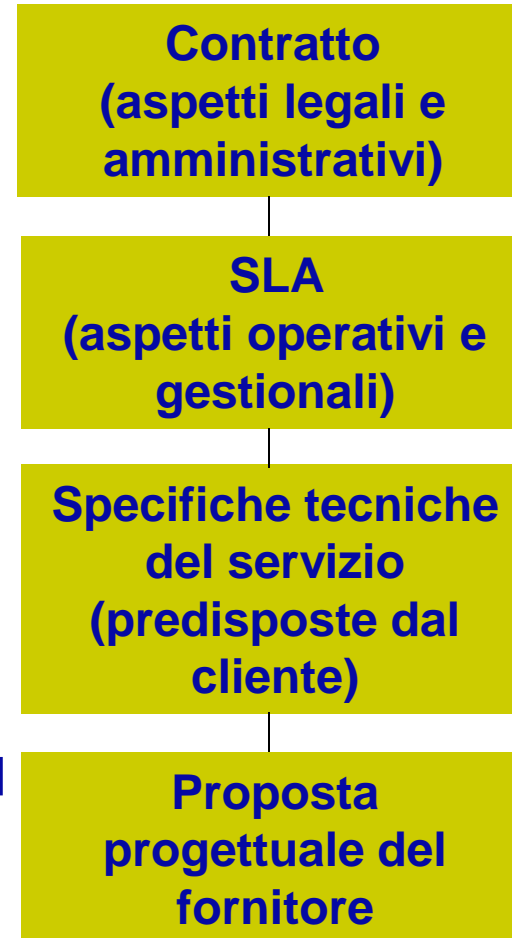 Contratto
(aspetti legali e
amministrativi)
SLA
(aspetti operativi e
gestionali)
Specifiche tecniche
del servizio
(predisposte dal
cliente)
Proposta
progettuale del
fornitore